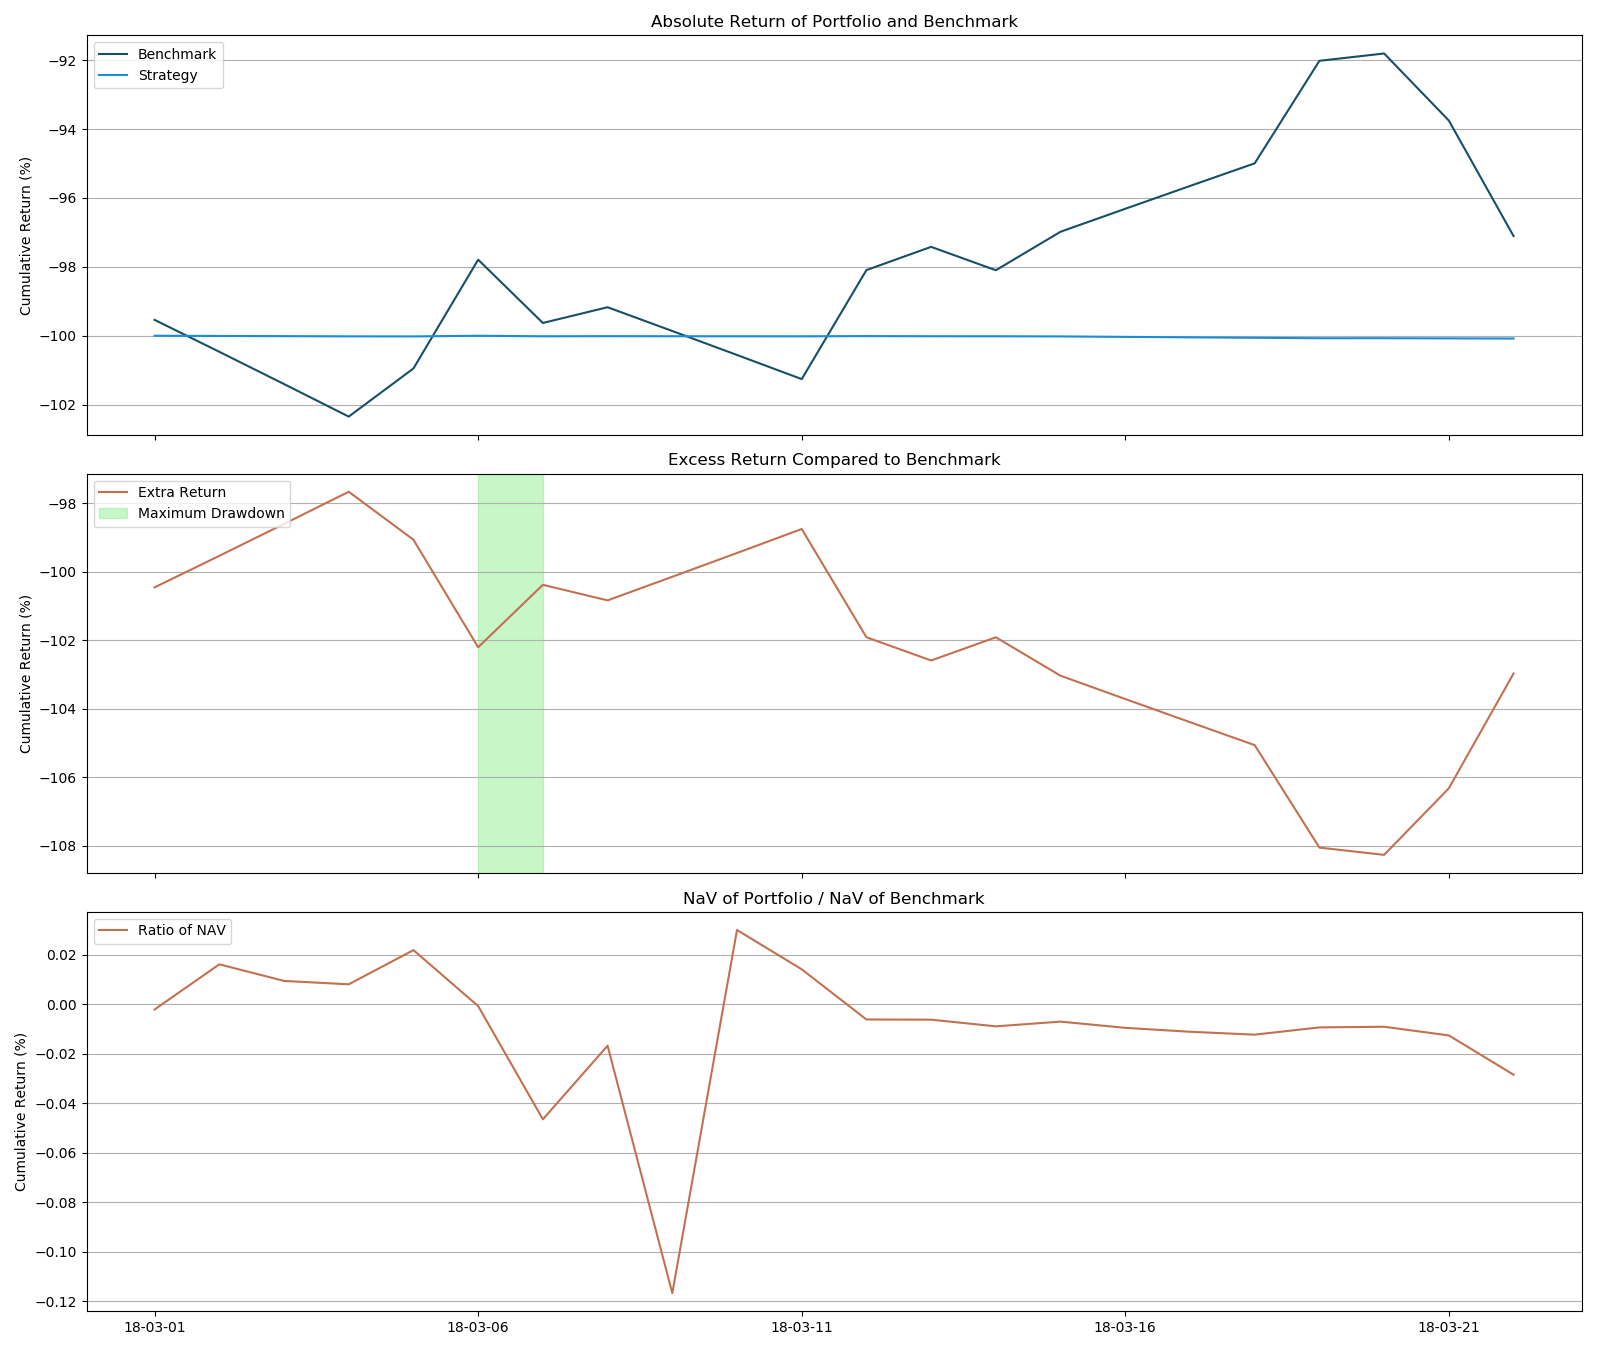 Absolute Return of Portfolio and Benchmark
Benchmark
Strategy
−92
−94
−96
−98
−100
−102
Cumulative Return (%)
Excess Return Compared to Benchmark
Extra Return
Maximum Drawdown
−98
−100
−102
−104
−106
−108
Cumulative Return (%)
NaV of Portfolio / NaV of Benchmark
Ratio of NAV
0.02
0.00
−0.02
−0.04
−0.06
−0.08
−0.10
−0.12
Cumulative Return (%)
18-03-01 18-03-06 18-03-11 18-03-16 18-03-21